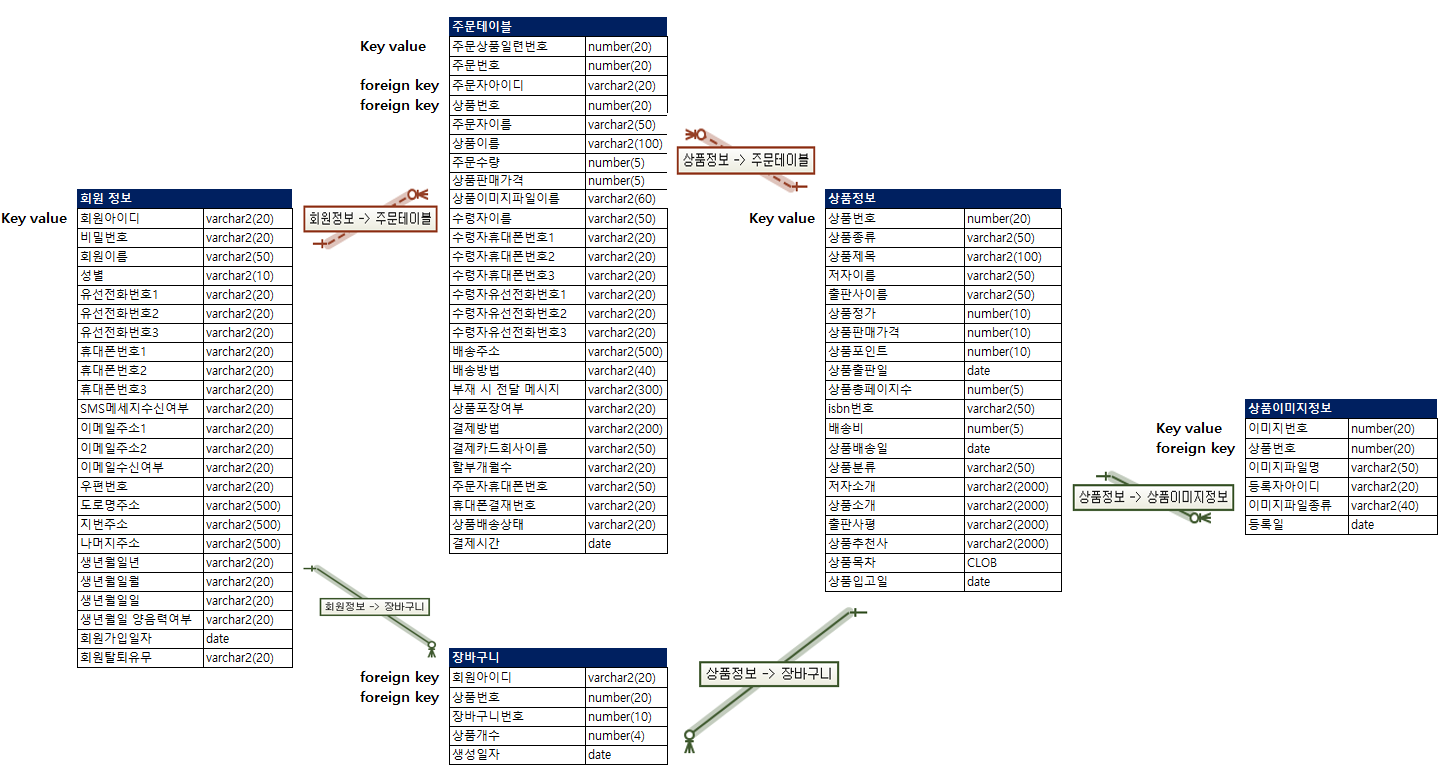 주문테이블
Key value 주문상품일련번호 number(20)
주문번호 number(20)
foreign key 주문자아이디 varchar2(20)
foreign key 상품번호 number(20)
주문자이름 varchar2(50)
상품이름 varchar2(100)
주문수량 number(5)
상품판매가격 number(5)
상품이미지파일이름 varchar2(60)
수령자이름 varchar2(50)
수령자휴대폰번호1 varchar2(20)
수령자휴대폰번호2 varchar2(20)
수령자휴대폰번호3 varchar2(20)
수령자유선전화번호1 varchar2(20)
수령자유선전화번호2 varchar2(20)
수령자유선전화번호3 varchar2(20)
배송주소 varchar2(500)
배송방법 varchar2(40)
부재 시 전달 메시지 varchar2(300)
상품포장여부 varchar2(20)
결제방법 varchar2(200)
결제카드회사이름 varchar2(50)
할부개월수 varchar2(20)
주문자휴대폰번호 varchar2(50)
휴대폰결재번호 varchar2(20)
상품배송상태 varchar2(20)
결제시간 date
회원 정보
Key value 회원아이디 varchar2(20)
비밀번호 varchar2(20)
회원이름 varchar2(50)
성별 varchar2(10)
유선전화번호1 varchar2(20)
유선전화번호2 varchar2(20)
유선전화번호3 varchar2(20)
휴대폰번호1 varchar2(20)
휴대폰번호2 varchar2(20)
휴대폰번호3 varchar2(20)
SMS메세지수신여부 varchar2(20)
이메일주소1 varchar2(20)
이메일주소2 varchar2(20)
이메일수신여부 varchar2(20)
우편번호 varchar2(20)
도로명주소 varchar2(500)
지번주소 varchar2(500)
나머지주소 varchar2(500)
생년월일년 varchar2(20)
생년월일월 varchar2(20)
생년월일일 varchar2(20)
생년월일 양음력여부 varchar2(20)
회원가입일자 date
회원탈퇴유무 varchar2(20)
회원정보 -> 주문테이블
상품정보 -> 주문테이블
회원정보 -> 장바구니
상품정보 -> 장바구니
상품정보 -> 상품이미지정보
장바구니
foreign key 회원아이디 varchar2(20)
foreign key 상품번호 number(20)
장바구니번호 number(10)
상품개수 number(4)
생성일자 date
상품정보
Key value 상품번호 number(20)
상품종류 varchar2(50)
상품제목 varchar2(100)
저자이름 varchar2(50)
출판사이름 varchar2(50)
상품정가 number(10)
상품판매가격 number(10)
상품포인트 number(10)
상품출판일 date
상품총페이지수 number(5)
isbn번호 varchar2(50)
배송비 number(5)
상품배송일 date
상품분류 varchar2(50)
저자소개 varchar2(2000)
상품소개 varchar2(2000)
출판사평 varchar2(2000)
상품추천사 varchar2(2000)
상품목차 CLOB
상품입고일 date
상품이미지정보
Key value 이미지번호 number(20)
foreign key 상품번호 number(20)
이미지파일명 varchar2(50)
등록자아이디 varchar2(20)
이미지파일종류 varchar2(40)
등록일 date